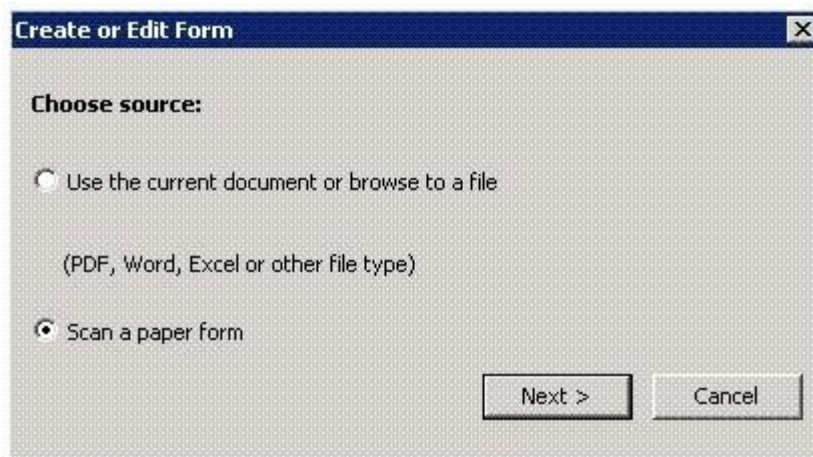 Create or Edit Form
Choose source:
Use the current document or browse to a file
(PDF, Word, Excel or other file type)
Scan a paper form
Next > Cancel